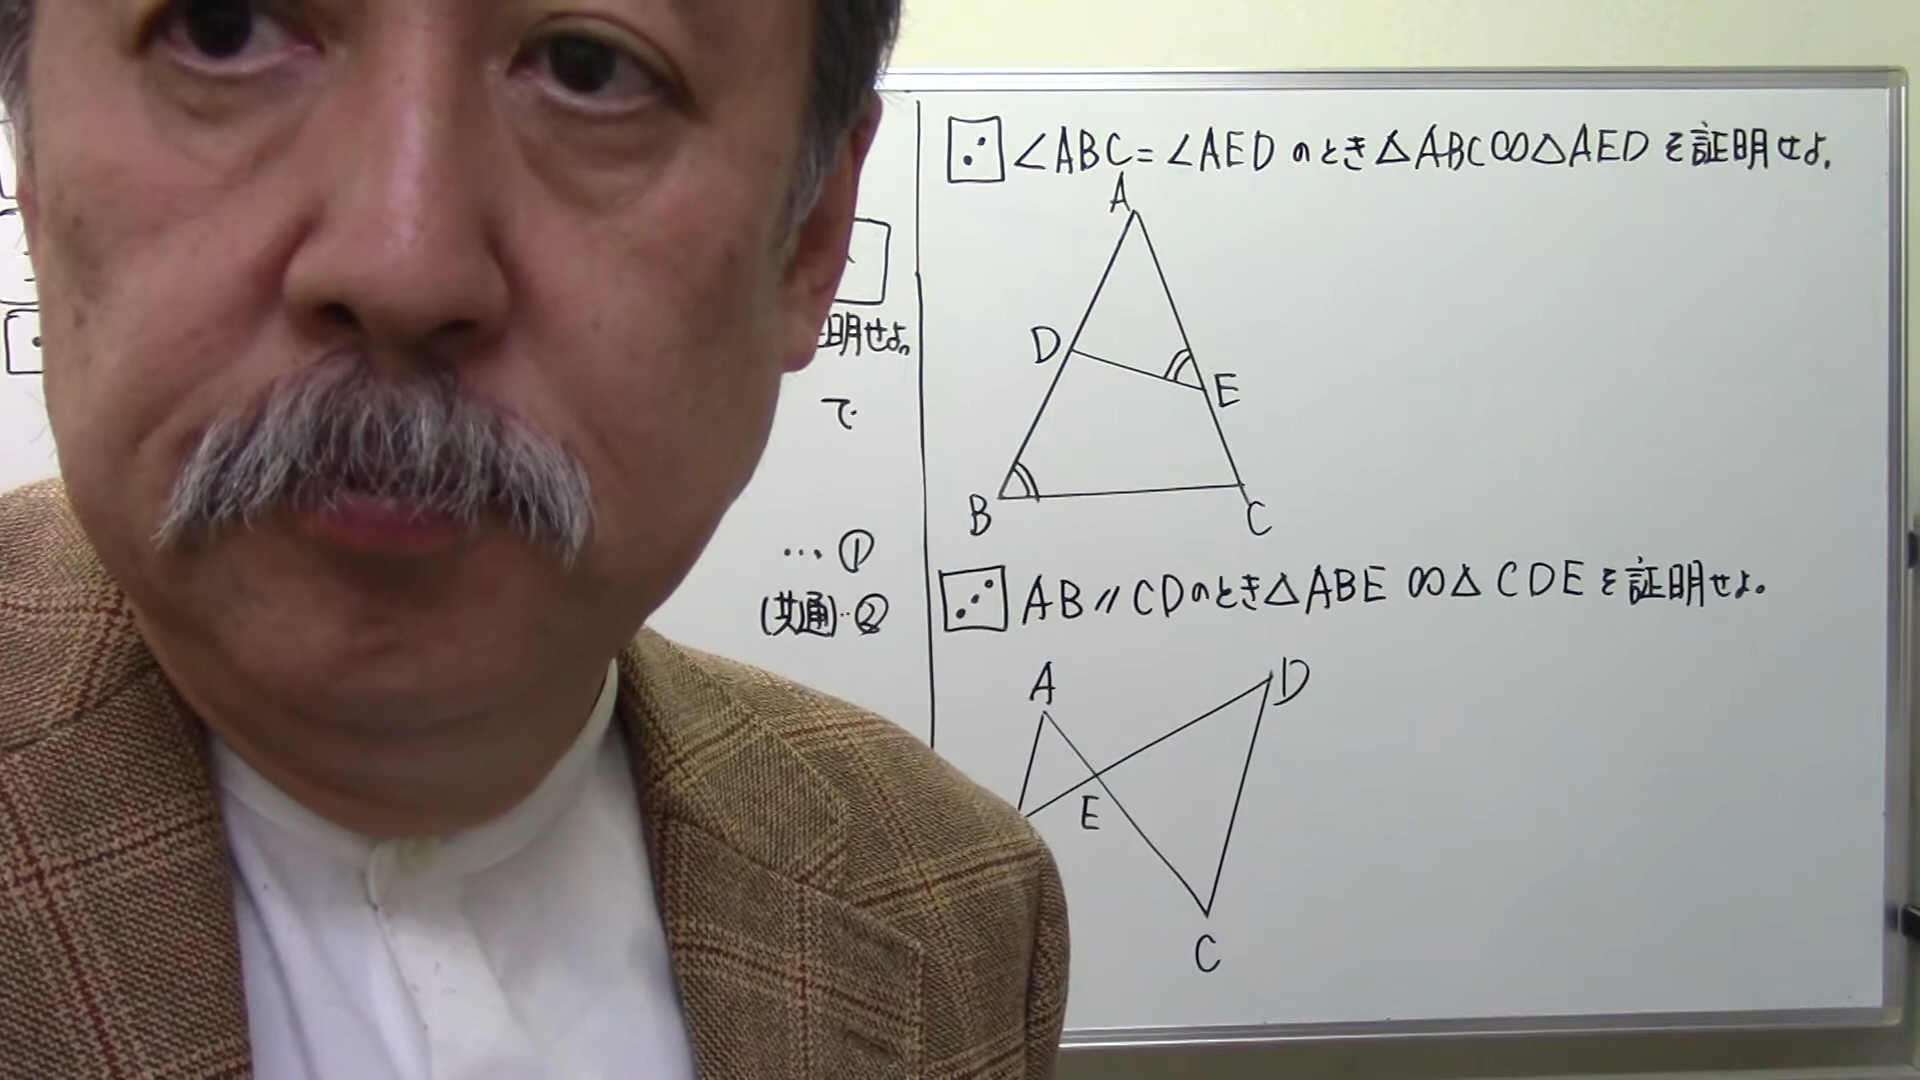 明せよ。
で
… ①
(共通)‥②
∠ABC=∠AEDのとき△ABC∽△AEDを証明せよ.
A
D
E
B
C
AB//CDのとき△ABE∽△CDEを証明せよ。
A
D
E
C